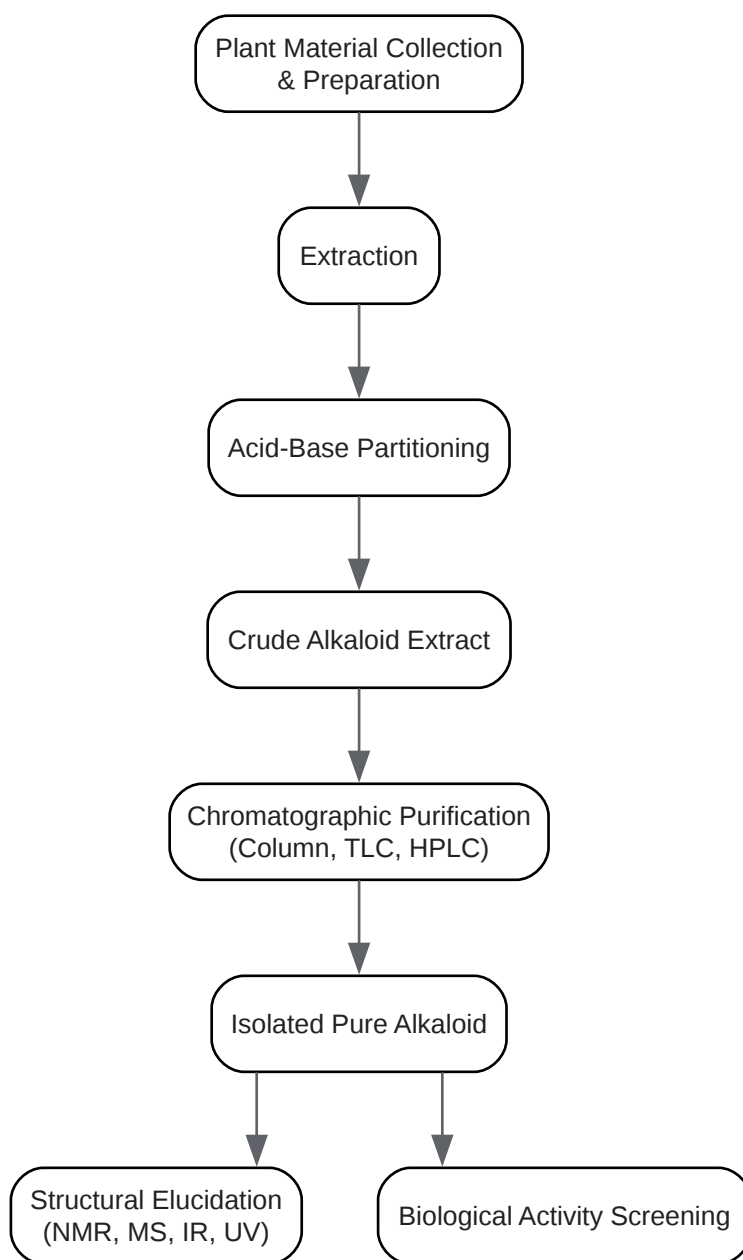 Plant Material Collection
& Preparation
Extraction
Acid-Base Partitioning
Crude Alkaloid Extract
Chromatographic Purification
(Column, TLC, HPLC)
Isolated Pure Alkaloid
Structural Elucidation
(NMR, MS, IR, UV)
Biological Activity Screening